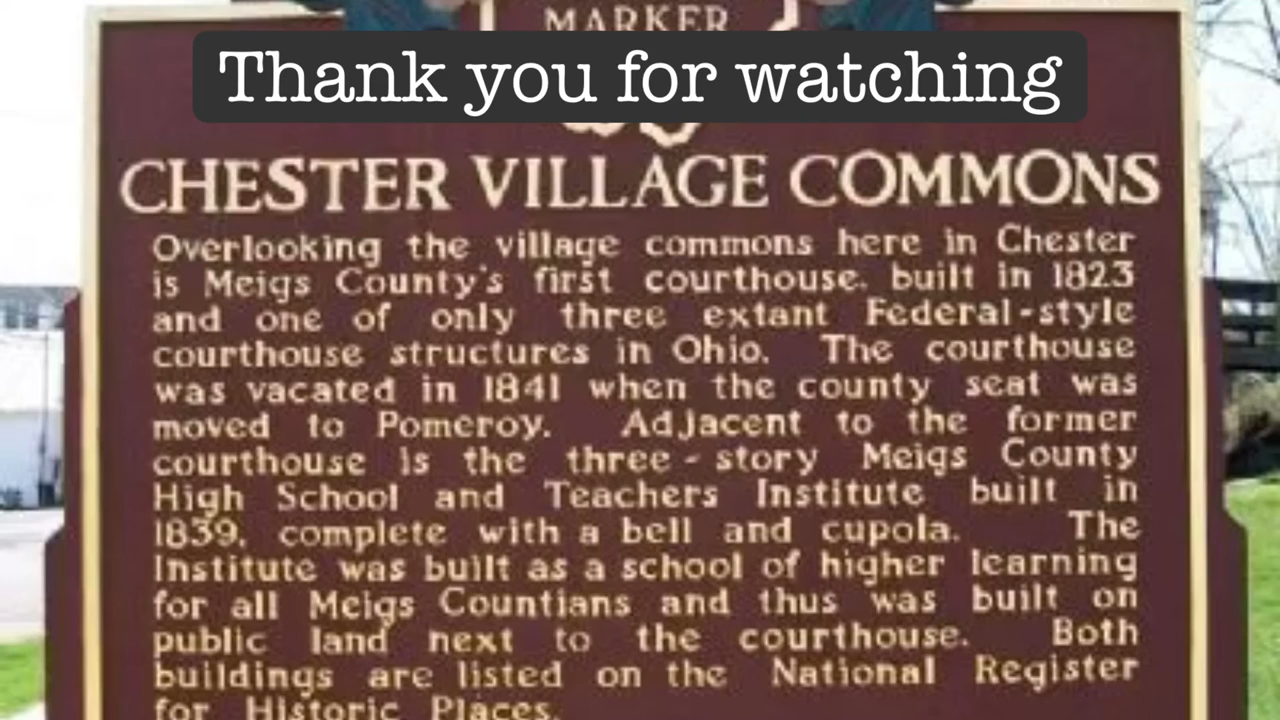 MARKER
Thank you for watching
CHESTER VILLAGE COMMONS
Overlooking the village commons here in Chester
is Meigs County's first courthouse, built in 1823
and one of only three extant Federal-style
courthouse structures in Ohio. The courthouse
was vacated in 1841 when the county seat was
moved to Pomeroy. Adjacent to the former
courthouse is the three-story Meigs County
High School and Teachers Institute built in
1839, complete with a bell and cupola. The
Institute was built as a school of higher learning
for all Meigs Countians and thus was built on
public land next to the courthouse. Both
buildings are listed on the National Register
for Historic Places.